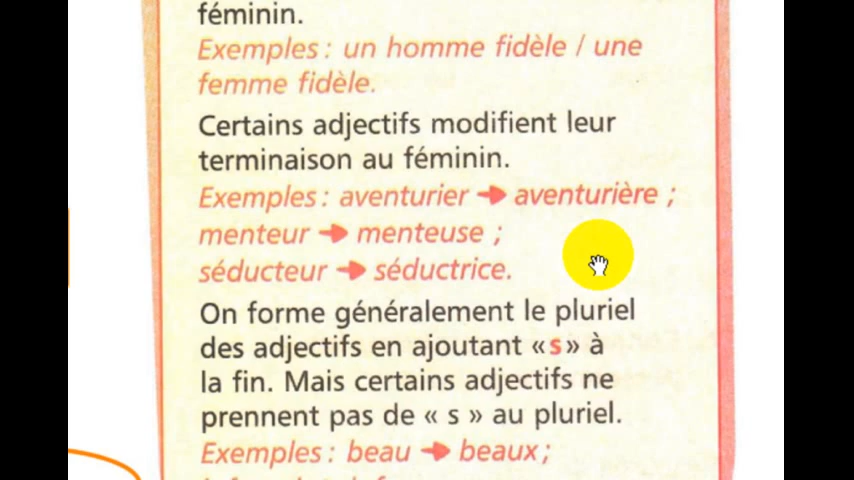 féminin.
Exemples : un homme fidèle / une
femme fidèle.
Certains adjectifs modifient leur
terminaison au féminin.
Exemples : aventurier → aventurière ;
menteur → menteuse ;
séducteur → séductrice.
On forme généralement le pluriel
des adjectifs en ajoutant «s» à
la fin. Mais certains adjectifs ne
prennent pas de « s » au pluriel.
Exemples : beau → beaux ;